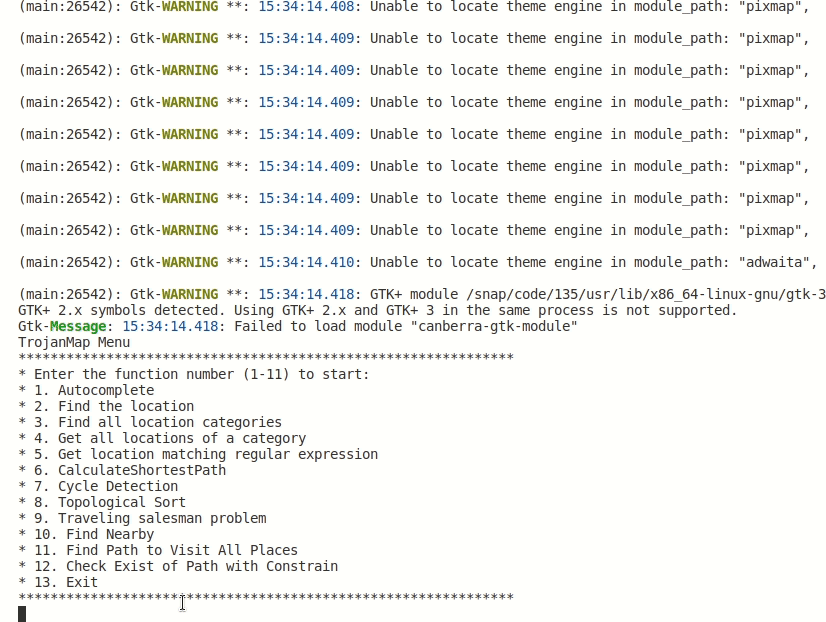 (main:26542): Gtk-WARNING **: 15:34:14.408: Unable to locate theme engine in module_path: "pixmap",
(main:26542): Gtk-WARNING **: 15:34:14.409: Unable to locate theme engine in module_path: "pixmap",
(main:26542): Gtk-WARNING **: 15:34:14.409: Unable to locate theme engine in module_path: "pixmap",
(main:26542): Gtk-WARNING **: 15:34:14.409: Unable to locate theme engine in module_path: "pixmap",
(main:26542): Gtk-WARNING **: 15:34:14.409: Unable to locate theme engine in module_path: "pixmap",
(main:26542): Gtk-WARNING **: 15:34:14.409: Unable to locate theme engine in module_path: "pixmap",
(main:26542): Gtk-WARNING **: 15:34:14.409: Unable to locate theme engine in module_path: "pixmap",
(main:26542): Gtk-WARNING **: 15:34:14.409: Unable to locate theme engine in module_path: "pixmap",
(main:26542): Gtk-WARNING **: 15:34:14.410: Unable to locate theme engine in module_path: "adwaita",
(main:26542): Gtk-WARNING **: 15:34:14.418: GTK+ module /snap/code/135/usr/lib/x86_64-linux-gnu/gtk-3
GTK+ 2.x symbols detected. Using GTK+ 2.x and GTK+ 3 in the same process is not supported.
Gtk-Message: 15:34:14.418: Failed to load module "canberra-gtk-module"
TrojanMap Menu
**************************************************************
* Enter the function number (1-11) to start:
* 1. Autocomplete
* 2. Find the location
* 3. Find all location categories
* 4. Get all locations of a category
* 5. Get location matching regular expression
* 6. CalculateShortestPath
* 7. Cycle Detection
* 8. Topological Sort
* 9. Traveling salesman problem
* 10. Find Nearby
* 11. Find Path to Visit All Places
* 12. Check Exist of Path with Constrain
* 13. Exit
**************************************************************